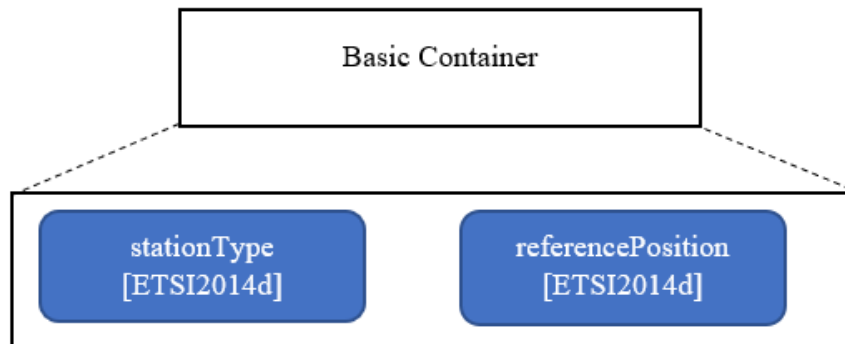 Basic Container
stationType
[ETSI2014d]
referencePosition
[ETSI2014d]